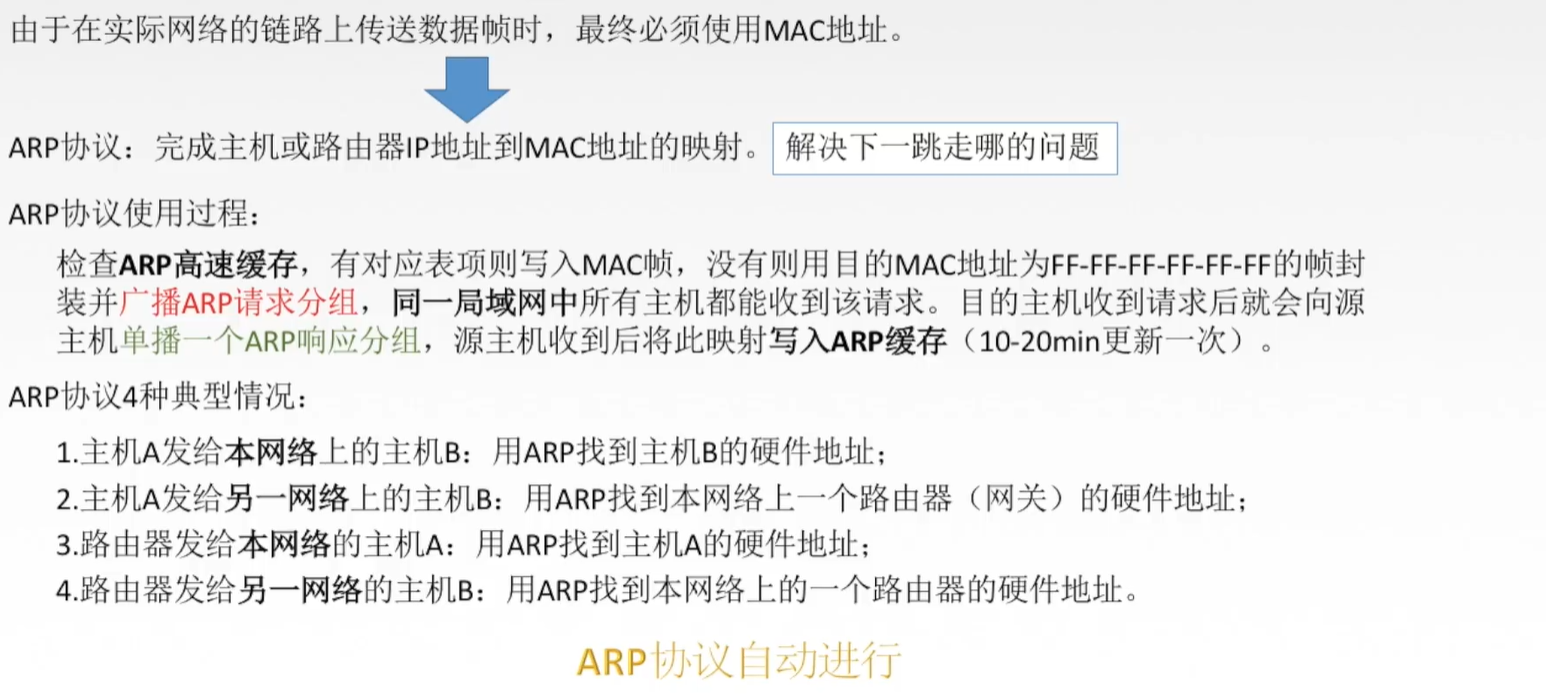 由于在实际网络的链路上传送数据帧时，最终必须使用MAC地址。
ARP协议：完成主机或路由器IP地址到MAC地址的映射。 解决下一跳走哪的问题
ARP协议使用过程：
检查ARP高速缓存，有对应表项则写入MAC帧，没有则用目的MAC地址为FF-FF-FF-FF-FF-FF的帧封
装并广播ARP请求分组，同一局域网中所有主机都能收到该请求。目的主机收到请求后就会向源
主机单播一个ARP响应分组，源主机收到后将此映射写入ARP缓存（10-20min更新一次）。
ARP协议4种典型情况：
1.主机A发给本网络上的主机B：用ARP找到主机B的硬件地址；
2.主机A发给另一网络上的主机B：用ARP找到本网络上一个路由器（网关）的硬件地址；
3.路由器发给本网络的主机A：用ARP找到主机A的硬件地址；
4.路由器发给另一网络的主机B：用ARP找到本网络上的一个路由器的硬件地址。
ARP协议自动进行